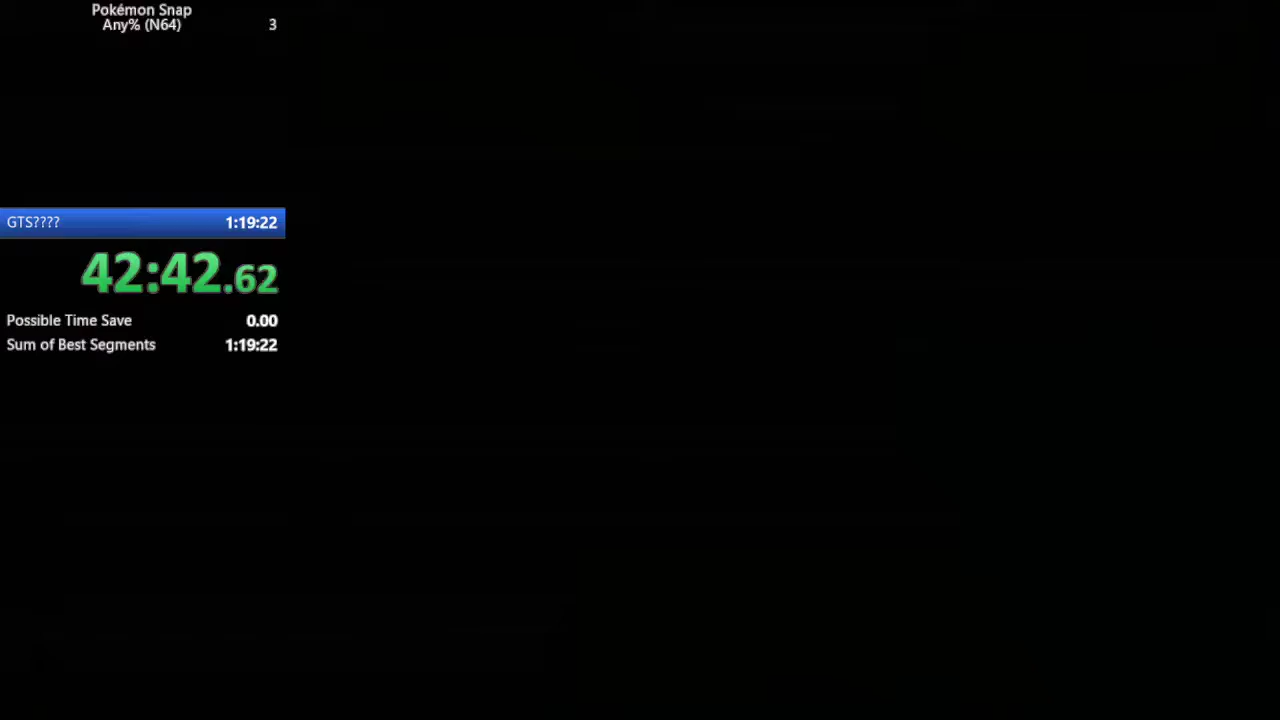 Pokémon Snap
Any% (N64) 3
GTS???? 1:19:22
42:42.62
Possible Time Save 0.00
Sum of Best Segments 1:19:22